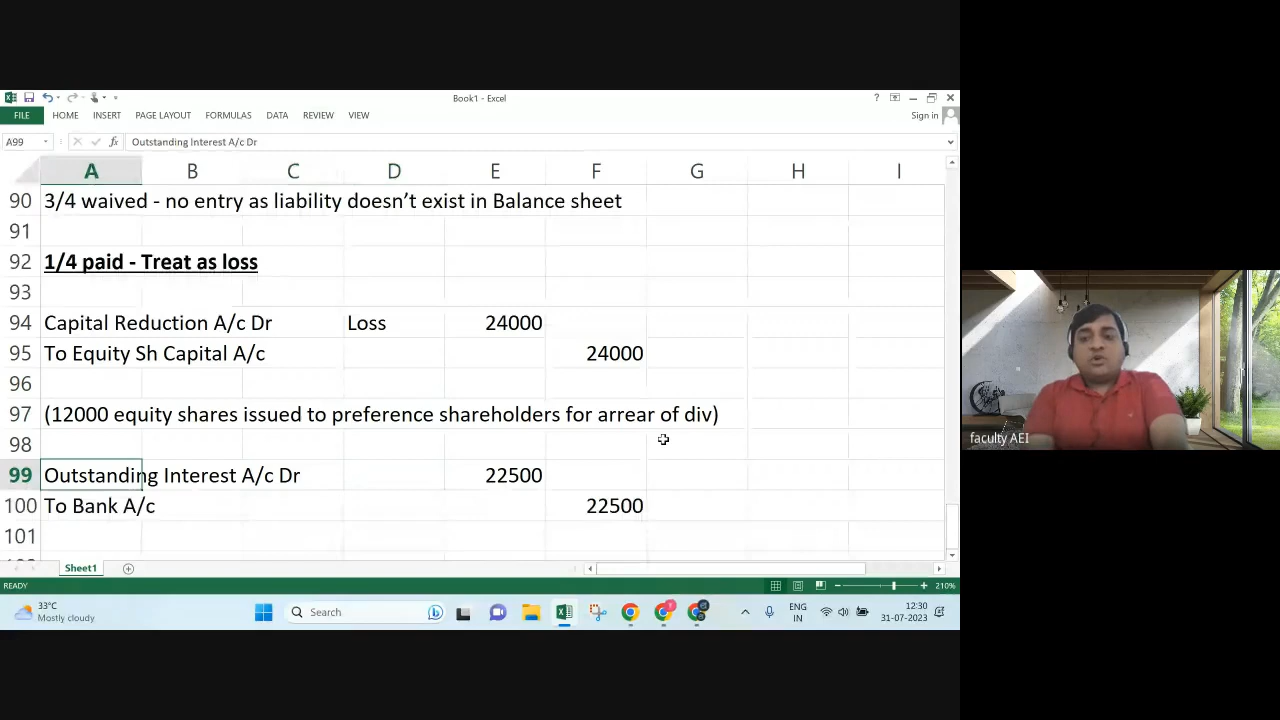 Book1 - Excel
FILE HOME INSERT PAGE LAYOUT FORMULAS DATA REVIEW VIEW
Sign in
A99 fx Outstanding Interest A/c Dr
A B C D E F G H I
90 3/4 waived - no entry as liability doesn’t exist in Balance sheet
91
92 1/4 paid - Treat as loss
93
94 Capital Reduction A/c Dr Loss 24000
95 To Equity Sh Capital A/c 24000
96
97 (12000 equity shares issued to preference shareholders for arrear of div)
98
99 Outstanding Interest A/c Dr 22500
100 To Bank A/c 22500
101
faculty AEI
Sheet1
READY 210%
33°C
Mostly cloudy
Search
ENG
IN
12:30
31-07-2023